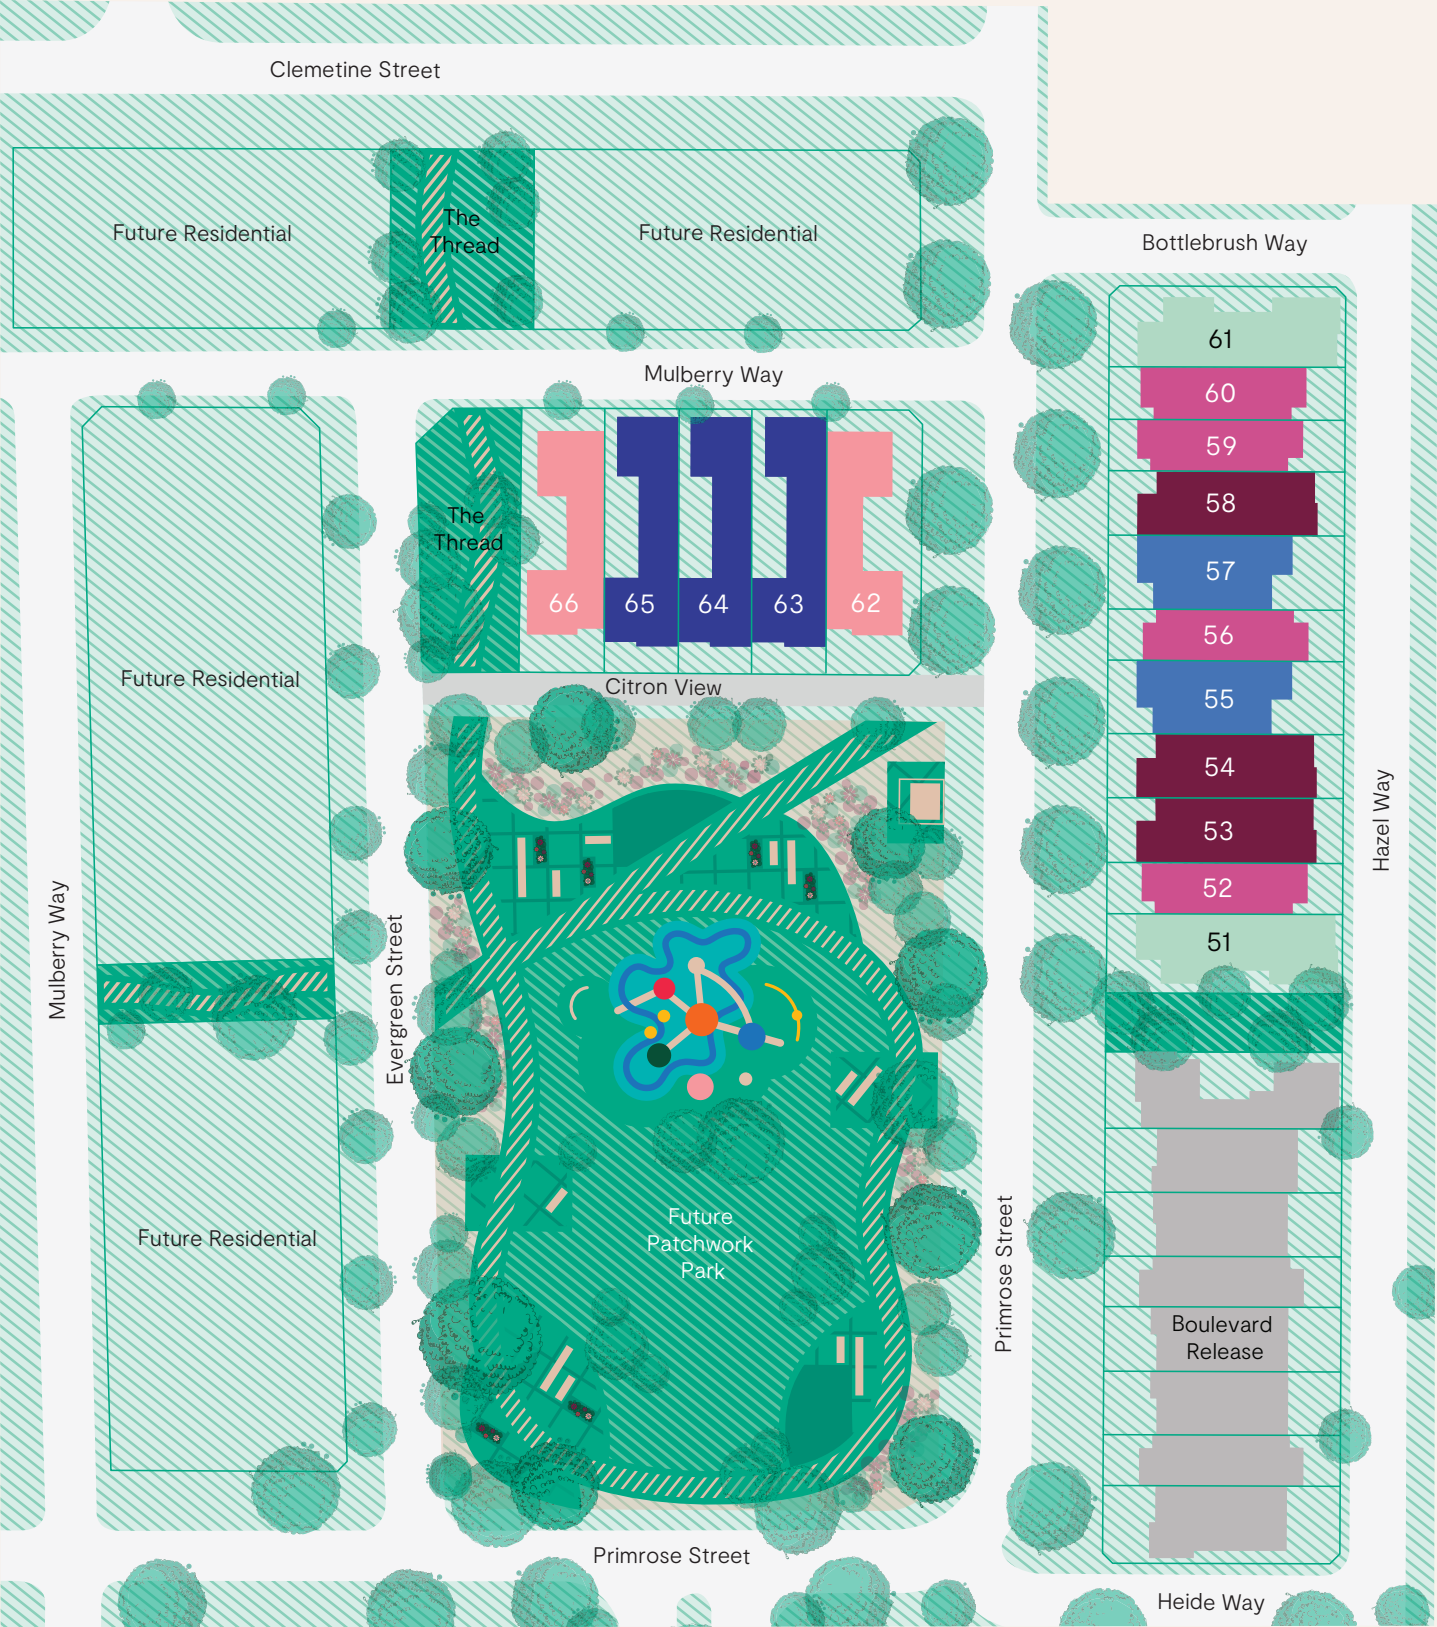 Clemetine Street
The
Thread
Future Residential
Future Residential
Bottlebrush Way
61
Mulberry Way
60
59
58
The
Thread
57
66
65
64
63
62
56
Future Residential
Citron View
55
54
Hazel Way
53
52
Mulberry Way
Evergreen Street
51
Future
Patchwork
Park
Future Residential
Primrose Street
Boulevard
Release
Primrose Street
Heide Way